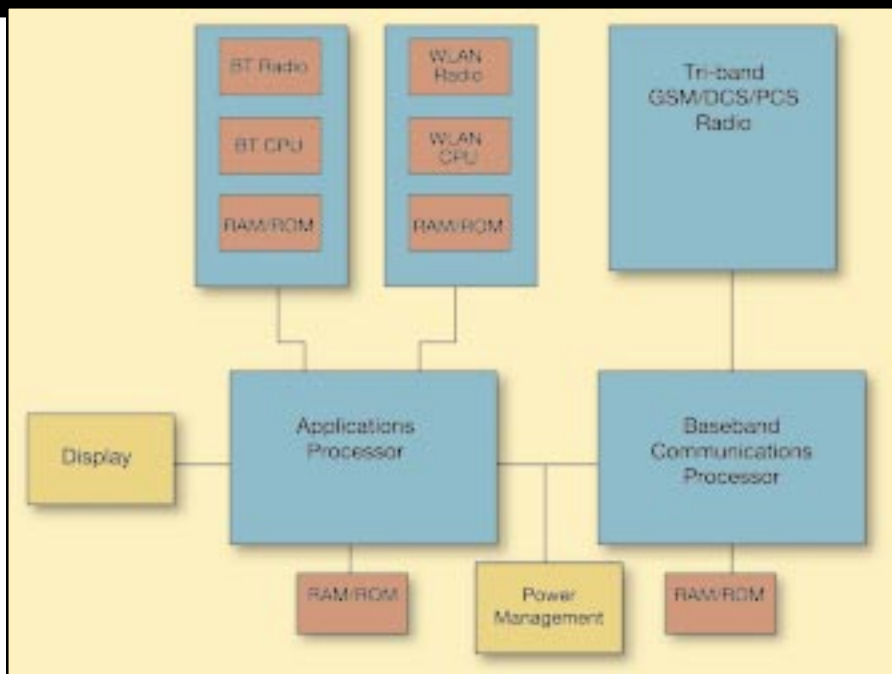 BT Radio
BT CPU
RAM/ROM
WLAN
Radio
WLAN
CPU
RAM/ROM
Tri-band
GSM/DCS/PCS
Radio
Display
Applications
Processor
Baseband
Communications
Processor
RAM/ROM
Power
Management
RAM/ROM